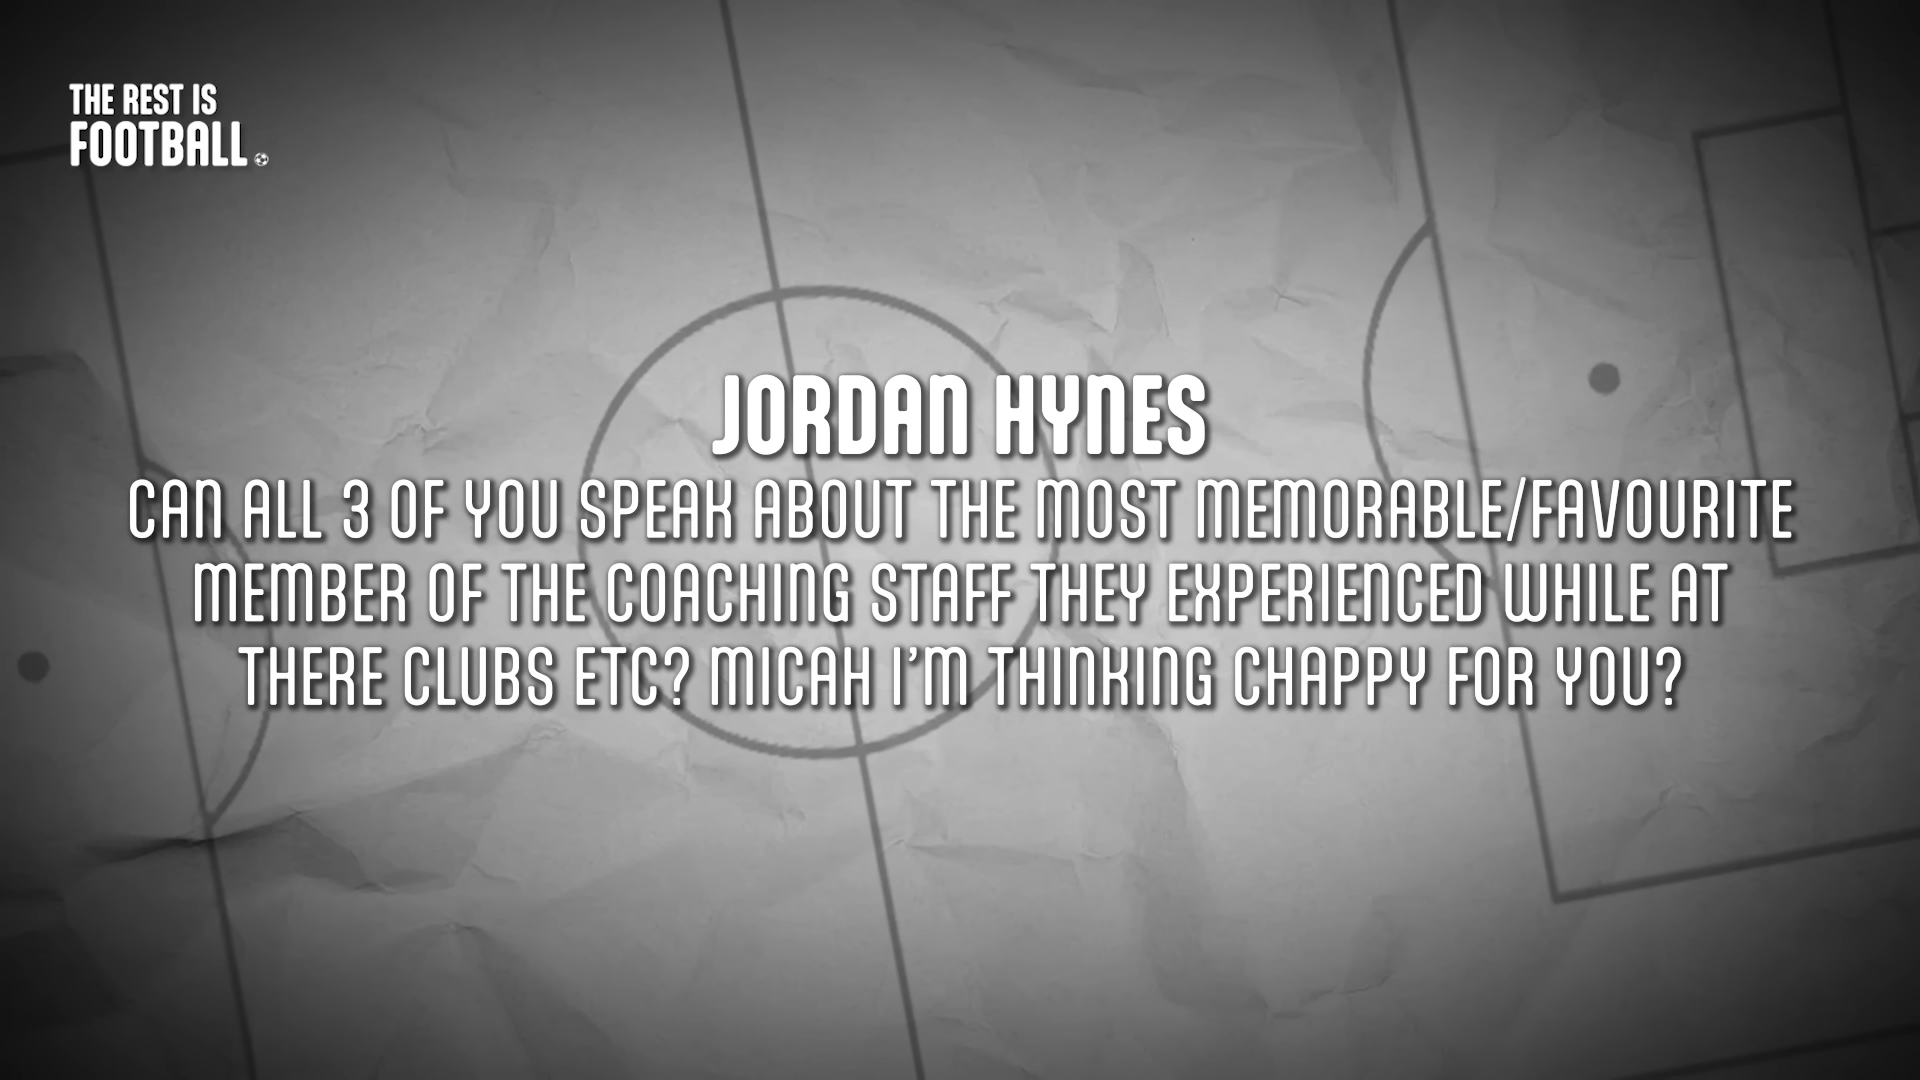 THE REST IS
FOOTBALL
JORDAN HYNES
CAN ALL 3 OF YOU SPEAK ABOUT THE MOST MEMORABLE/FAVOURITE
MEMBER OF THE COACHING STAFF THEY EXPERIENCED WHILE AT
THERE CLUBS ETC? MICAH I'M THINKING CHAPPY FOR YOU?